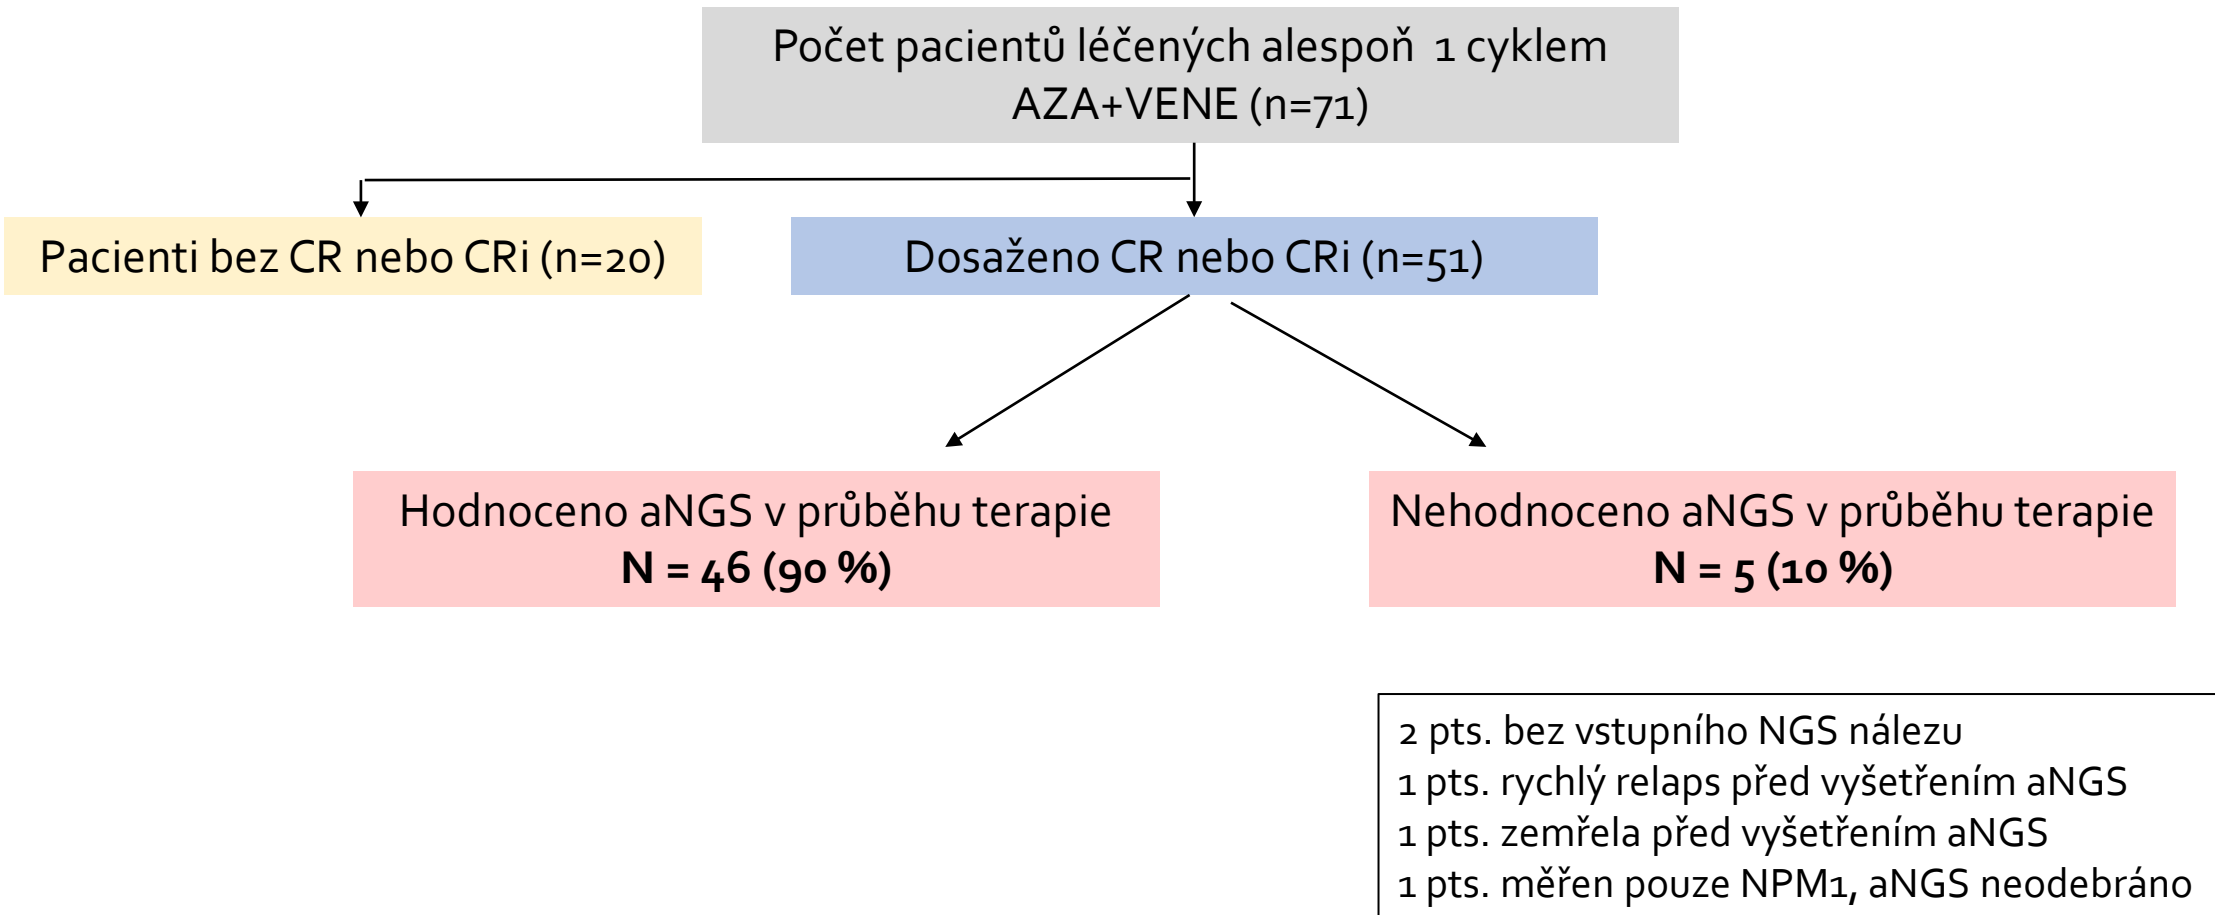 Počet pacientů léčených alespoň 1 cyklem
AZA+VENE (n=71)
Pacienti bez CR nebo CRi (n=20)
Dosaženo CR nebo CRi (n=51)
Hodnoceno aNGS v průběhu terapie
N = 46 (90 %)
Nehodnoceno aNGS v průběhu terapie
N = 5 (10 %)
2 pts. bez vstupního NGS nálezu
1 pts. rychlý relaps před vyšetřením aNGS
1 pts. zemřela před vyšetřením aNGS
1 pts. měřen pouze NPM1, aNGS neodebráno